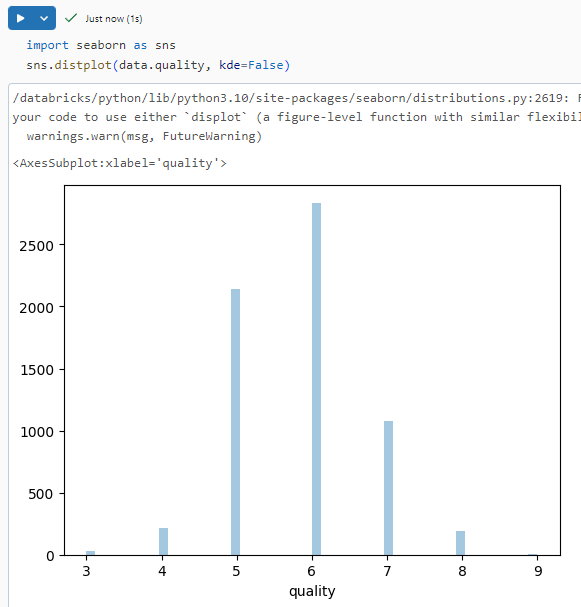 Just now (1s)
import seaborn as sns
sns.distplot(data.quality, kde=False)
/databricks/python/lib/python3.10/site-packages/seaborn/distributions.py:2619:
your code to use either `displot` (a figure-level function with similar
warnings.warn(msg, FutureWarning)
<AxesSubplot:xlabel='quality'>
2500
2000
1500
1000
500
0
3 4 5 6 7 8 9
quality